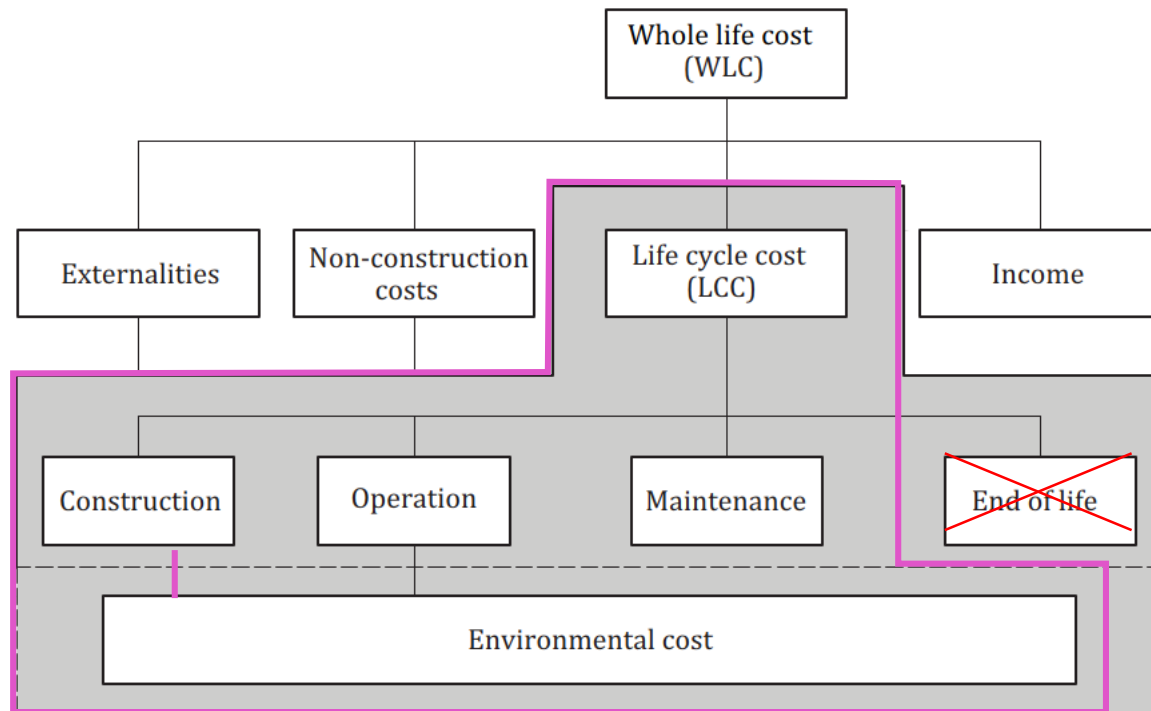 Whole life cost
(WLC)
Externalities
Non-construction
costs
Life cycle cost
(LCC)
Income
Construction
Operation
Maintenance
End of life
Environmental cost